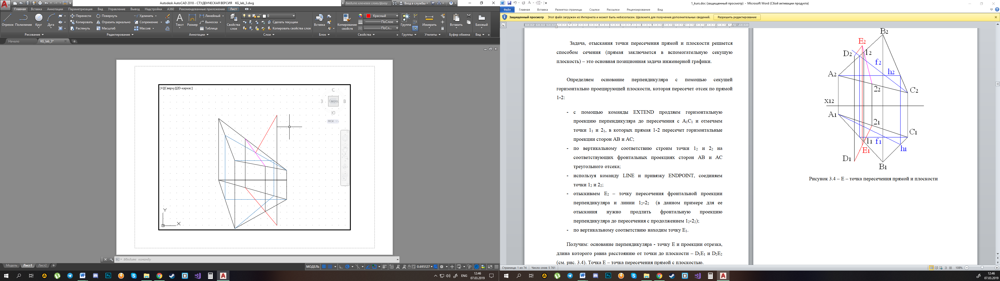 Autodesk AutoCAD 2018 - СТУДЕНЧЕСКАЯ ВЕРСИЯ KG_lab_3.dwg
Введите ключевое слово/фразу
Вход в службы
Главная Вставка Аннотации Параметризация Вид Управление Вывод Надстройки A360 Рекомендованные приложения Лист
Отрезок Полилиния Круг Дуга
Перенести Повернуть Удлинить
Копировать Отразить зеркально Сопряжение
Растянуть Масштаб Массив
Текст Размер
Линейный
Выноска
Таблица
Свойства слоя
0
Сделать текущим
Копировать свойства слоя
Вставка
Копирование свойств
Красный
ПоСлою
ПоСл...
Группа
Измерить
Вставить
Базовый
Рисование Редактирование Аннотации Слои Блок Свойства Группы Утилиты Буфер обмена Вид
Начало KG_lab_3*
[+][Сверху][2D-каркас]
С
З Сверху В
Ю
МСК
Y
X
Введите команду
Модель Лист1 Лист2
МОДЕЛЬ 0.695127
ENG
12:46
07.03.2019
1_kurs.doc (защищенный просмотр) - Microsoft Word (Сбой активации продукта)
Файл Главная Вставка Разметка страницы Ссылки Рассылки Рецензирование Вид
Защищенный просмотр Этот файл загружен из Интернета и может быть небезопасен. Щелкните для получения дополнительных сведений. Разрешить редактирование
Задача, отыскания точки пересечения прямой и плоскости решается
способом сечения (прямая заключается в вспомогательную секущую
плоскость) – это основная позиционная задача инженерной графики.
Определяем основание перпендикуляра с помощью секущей
горизонтально проецирующей плоскости, которая пересечет отсек по прямой
1-2:
- с помощью команды EXTEND продляем горизонтальную
проекцию перпендикуляра до пересечения с A1C1 и отмечаем
точки 11 и 21, в которых прямая 1-2 пересечет горизонтальные
проекции сторон AB и AC;
- по вертикальному соответствию строим точки 12 и 22 на
соответствующих фронтальных проекциях сторон AB и AC
треугольного отсека;
- используя команду LINE и привязку ENDPOINT, соединяем
точки 12 и 22;
- отыскиваем E2 – точку пересечения фронтальной проекции
перпендикуляра и линии 12-22 (в данном примере для ее
отыскания нужно продлить фронтальную проекцию
перпендикуляра до пересечения с продолжением 12-22);
- по вертикальному соответствию находим точку E1.
Получим: основание перпендикуляра - точку E и проекции отрезка,
длина которого равна расстоянию от точки до плоскости – D1E1 и D2E2
(см. рис. 3.4). Точка E – точка пересечения прямой с плоскостью.
B2
E2
D2
12
f2
h2
A2
22
C2
X12
A1
21
C1
11
f1
E1
h1
D1
B1
Рисунок 3.4 – E – точка пересечения прямой и плоскости
Страница: 1 из 74 Число слов: 5 761
108%
12:46
07.03.2019